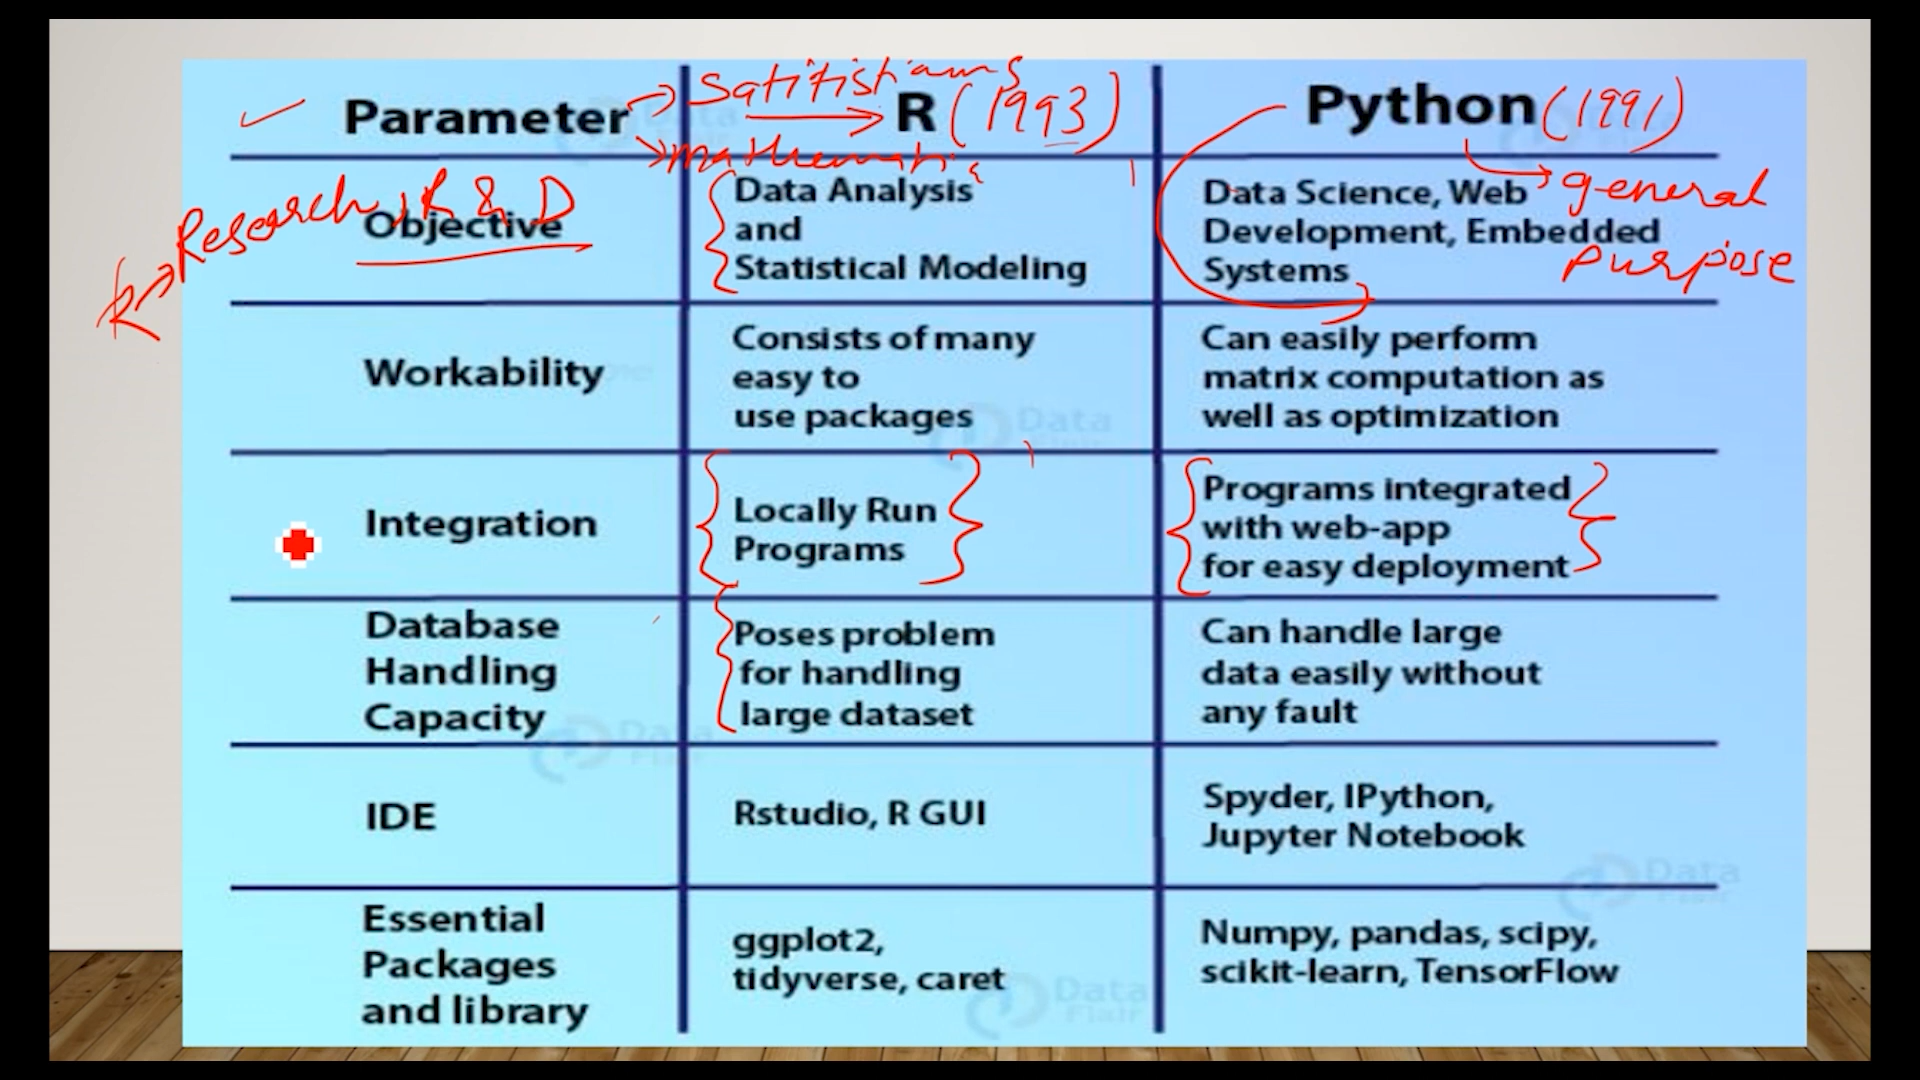 Satitistians
Parameter
R (1993)
Python (1991)
mathematic
Research, R & D
Objective
Data Analysis
and
Statistical Modeling
Data Science, Web
Development, Embedded
Systems
general
purpose
R
Workability
Consists of many
easy to
use packages
Can easily perform
matrix computation as
well as optimization
Integration
Locally Run
Programs
Programs integrated
with web-app
for easy deployment
Database
Handling
Capacity
Poses problem
for handling
large dataset
Can handle large
data easily without
any fault
IDE
Rstudio, R GUI
Spyder, IPython,
Jupyter Notebook
Essential
Packages
and library
ggplot2,
tidyverse, caret
Numpy, pandas, scipy,
scikit-learn, TensorFlow
Data
Flair